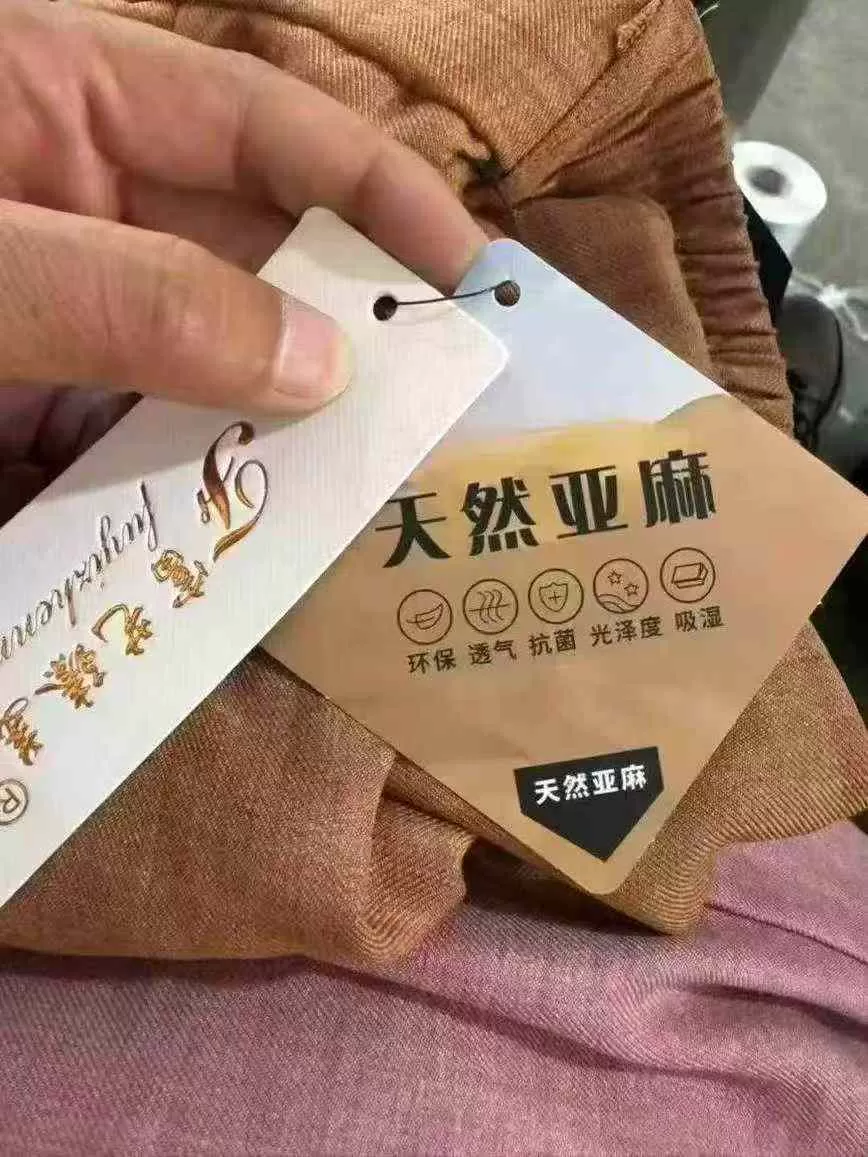 天然亚麻
环保 透气 抗菌 光泽度 吸湿
天然亚麻
fuyizhenm
®